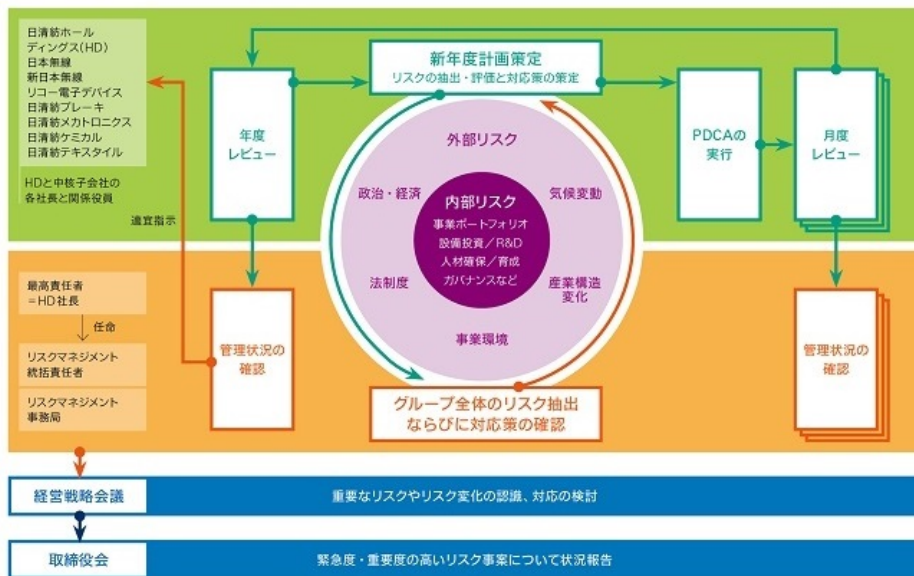 日清紡ホール
ディングス(HD)
日本無線
新日本無線
リコー電子デバイス
日清紡ブレーキ
日清紡メカトロニクス
日清紡ケミカル
日清紡テキスタイル
HDと中核子会社の
各社長と関係役員
適宜指示
年度
レビュー
新年度計画策定
リスクの抽出・評価と対応策の策定
PDCAの
実行
月度
レビュー
外部リスク
政治・経済
気候変動
内部リスク
事業ポートフォリオ
設備投資/R&D
人材確保/育成
ガバナンスなど
法制度
産業構造
変化
事業環境
最高責任者
=HD社長
任命
リスクマネジメント
統括責任者
リスクマネジメント
事務局
管理状況の
確認
グループ全体のリスク抽出
ならびに対応策の確認
管理状況の
確認
経営戦略会議
重要なリスクやリスク変化の認識、対応の検討
取締役会
緊急度・重要度の高いリスク事案について状況報告